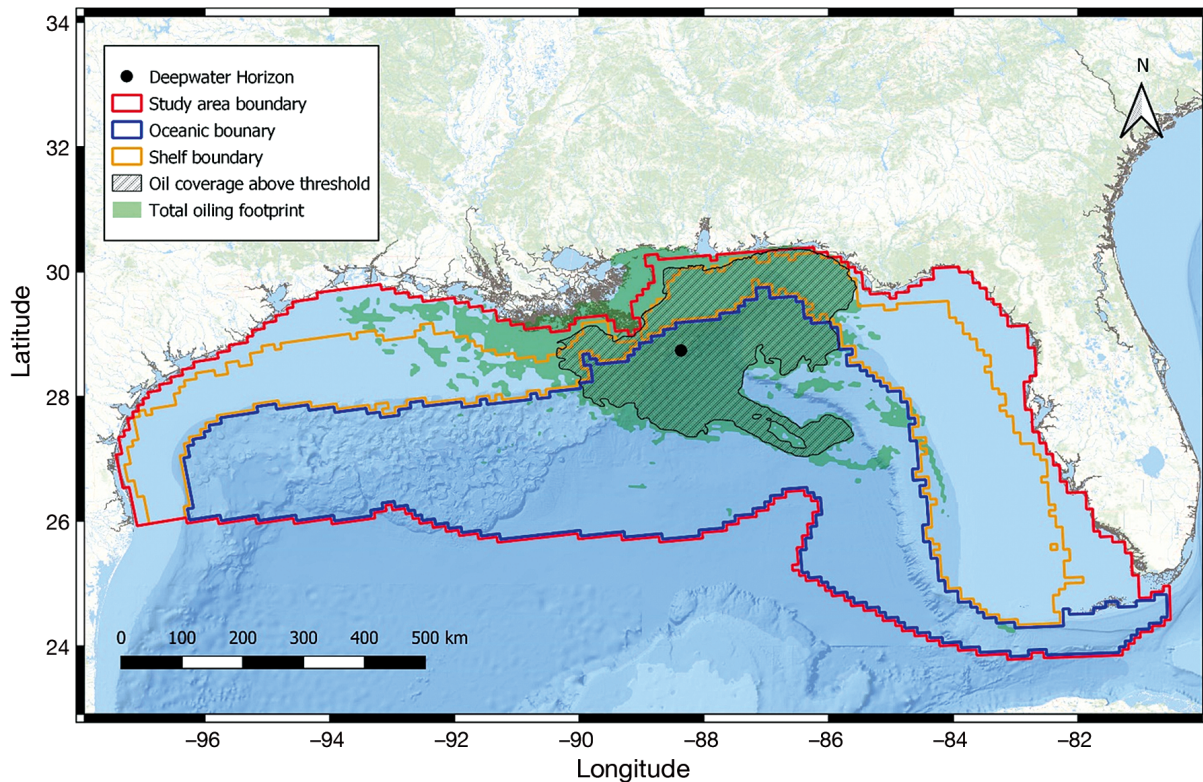 Deepwater Horizon
Study area boundary
Oceanic bounary
Shelf boundary
Oil coverage above threshold
Total oiling footprint
N
34
32
30
28
26
24
Latitude
0 100 200 300 400 500 km
−96 −94 −92 −90 −88 −86 −84 −82
Longitude